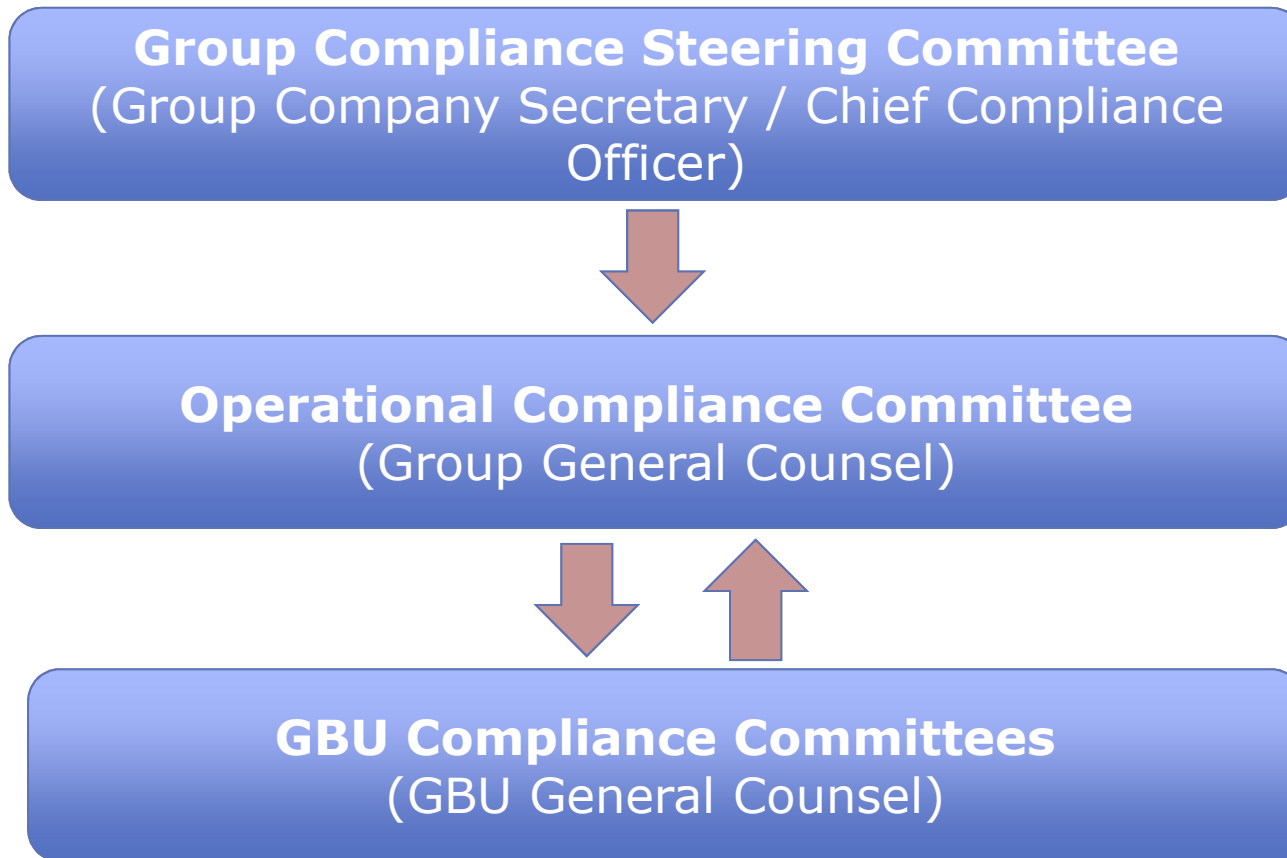 Group Compliance Steering Committee
(Group Company Secretary / Chief Compliance
Officer)
Operational Compliance Committee
(Group General Counsel)
GBU Compliance Committees
(GBU General Counsel)